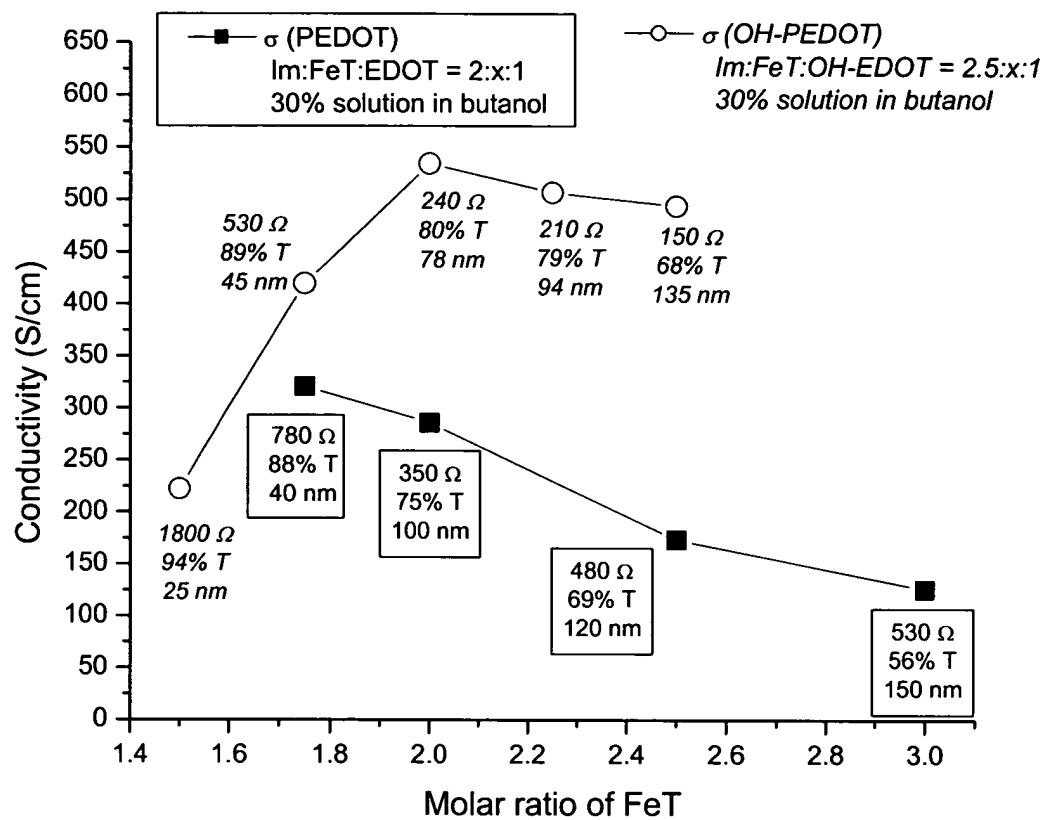 σ (PEDOT)
Im:FeT:EDOT = 2:x:1
30% solution in butanol
σ (OH-PEDOT)
Im:FeT:OH-EDOT = 2.5:x:1
30% solution in butanol
650
600
550
500
450
400
350
300
250
200
150
100
50
0
Conductivity (S/cm)
530 Ω
89% T
45 nm
240 Ω
80% T
78 nm
210 Ω
79% T
94 nm
150 Ω
68% T
135 nm
1800 Ω
94% T
25 nm
780 Ω
88% T
40 nm
350 Ω
75% T
100 nm
480 Ω
69% T
120 nm
530 Ω
56% T
150 nm
1.4 1.6 1.8 2.0 2.2 2.4 2.6 2.8 3.0
Molar ratio of FeT